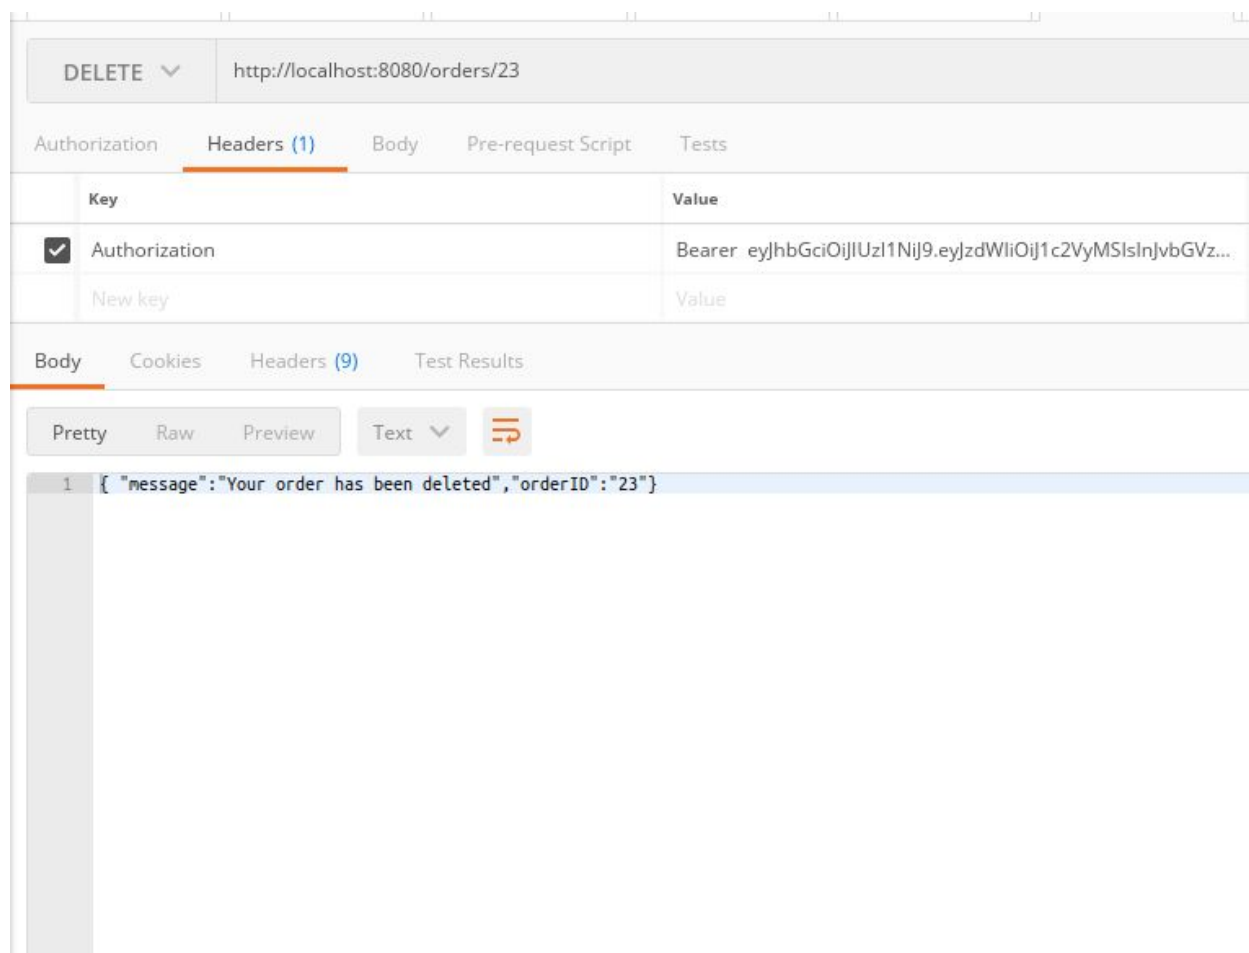 DELETE http://localhost:8080/orders/23
Authorization Headers (1) Body Pre-request Script Tests
Key Value
Authorization Bearer eyJhbGciOiJIUzI1NiJ9.eyJzdWIiOiJ1c2VyMSIsInJvbGVz...
New key Value
Body Cookies Headers (9) Test Results
Pretty Raw Preview Text
1 { "message":"Your order has been deleted","orderID":"23"}